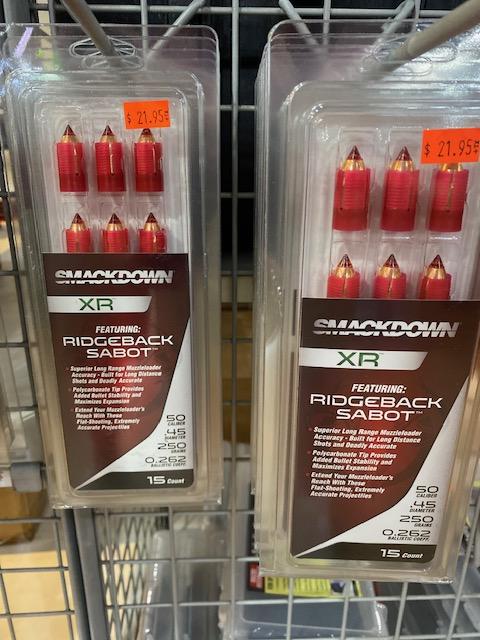 $ 21.95
SMACKDOWN
XR
FEATURING:
RIDGEBACK
SABOT™
Superior Long Range Muzzleloader
Accuracy - Built for Long Distance
Shots and Deadly Accurate
Polycarbonate Tip Provides
Added Bullet Stability and
Maximizes Expansion
Extend Your Muzzleloader's
Reach With These
Flat-Shooting, Extremely
Accurate Projectiles
50
CALIBER
.45
DIAMETER
250
GRAINS
0.262
BALLISTIC COEFF.
15 Count
$ 21.95
SMACKDOWN
XR™
FEATURING:
RIDGEBACK
SABOT™
Superior Long Range Muzzleloader
Accuracy - Built for Long Distance
Shots and Deadly Accurate
Polycarbonate Tip Provides
Added Bullet Stability and
Maximizes Expansion
Extend Your Muzzleloader's
Reach With These
Flat-Shooting, Extremely
Accurate Projectiles
50
CALIBER
.45
DIAMETER
250
GRAINS
0.262
BALLISTIC COEFF.
15 Count